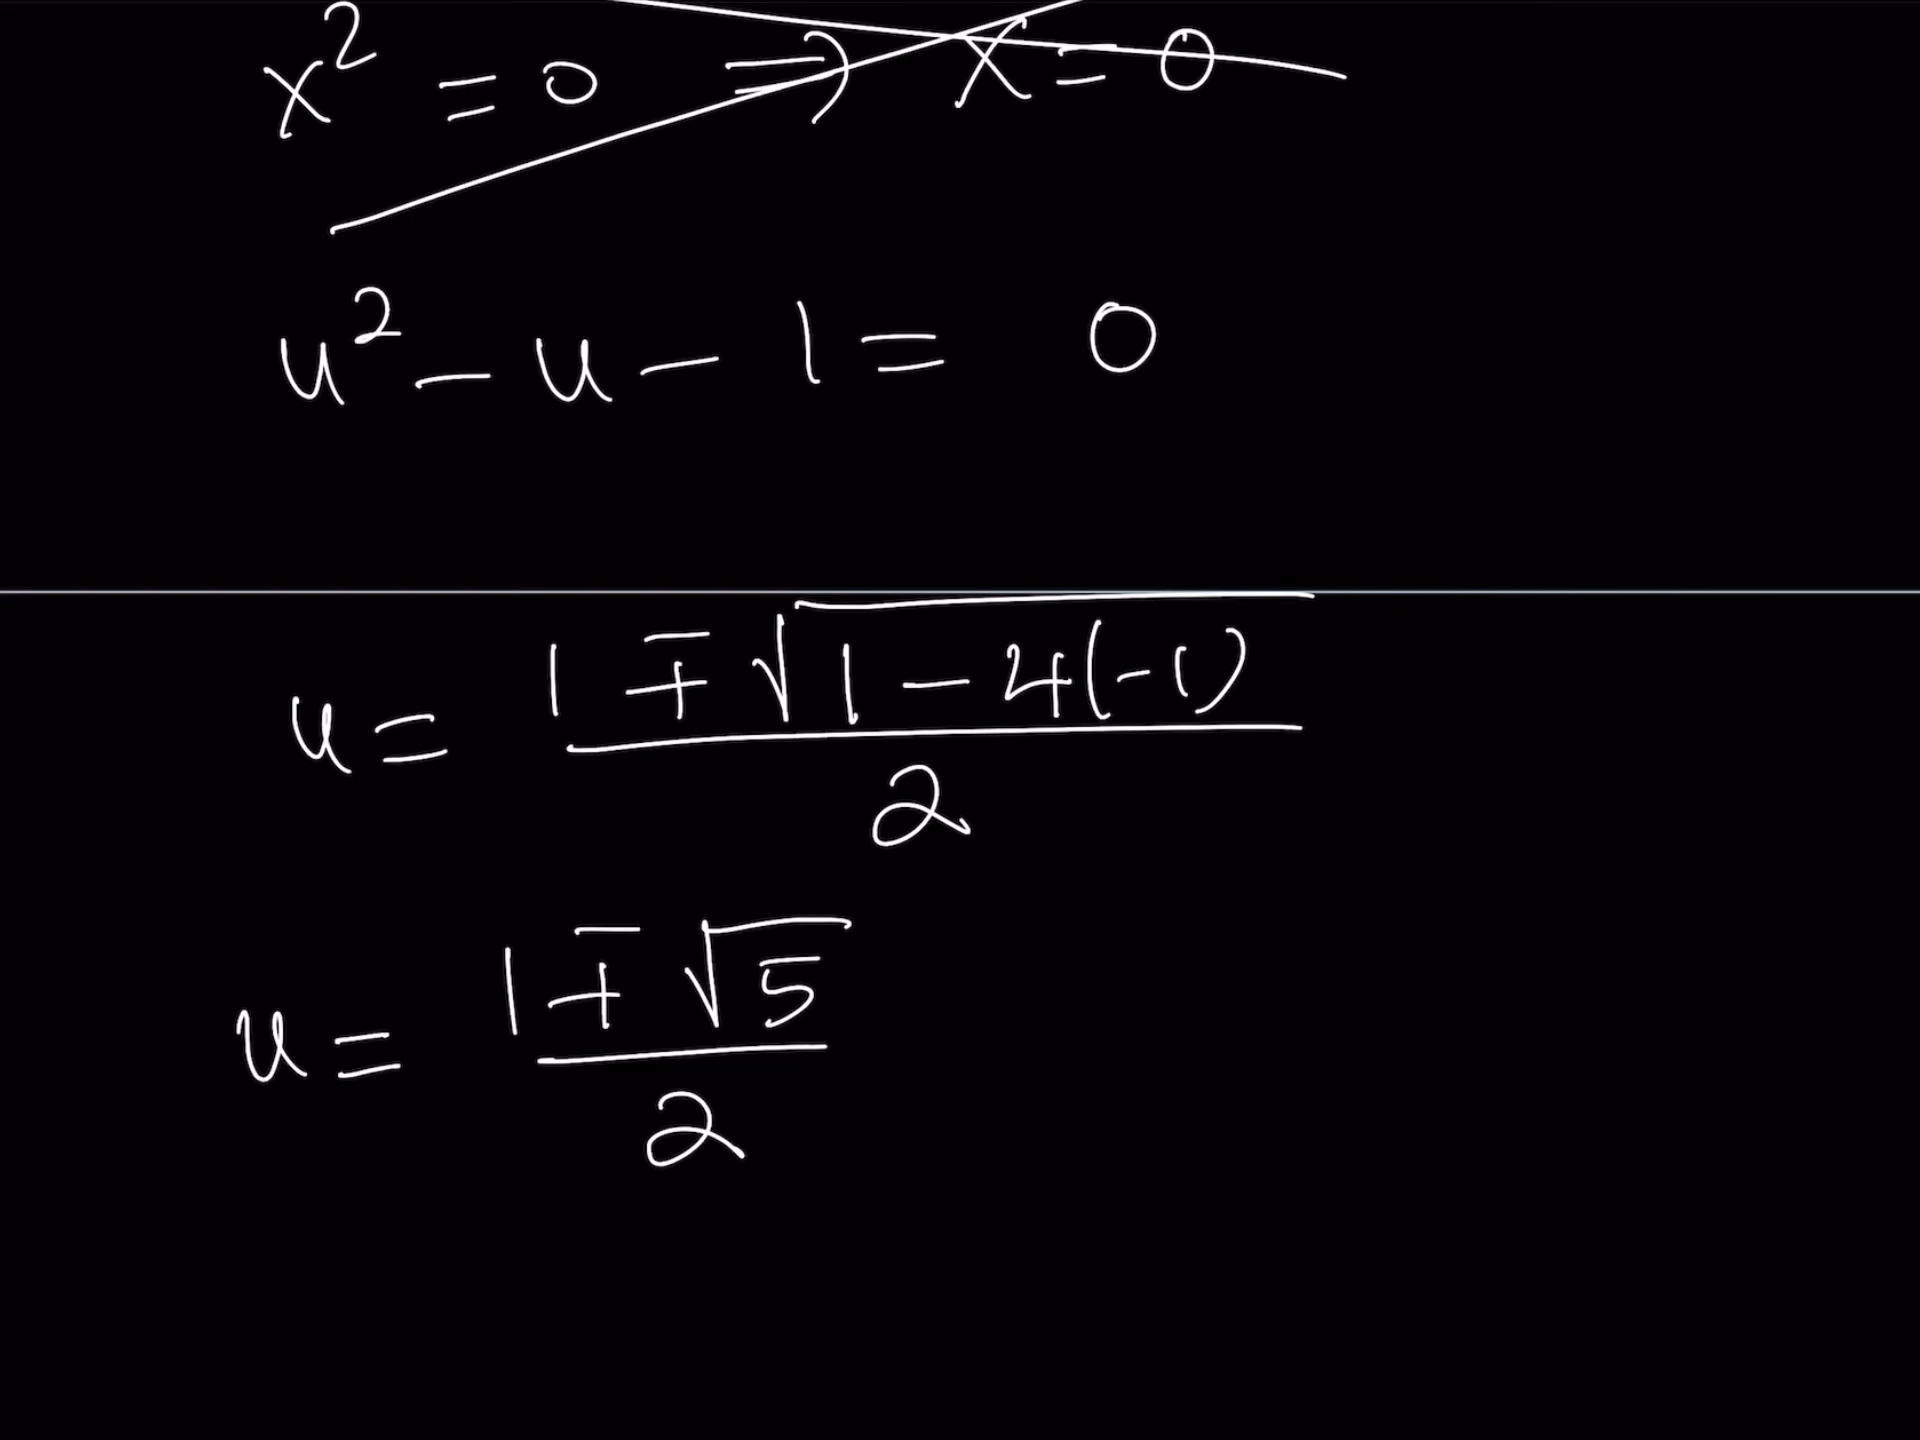 x² = 0 ⇒ x = 0
u² - u - 1 = 0
u = (1 ∓ √(1 - 4(-1))) / 2
u = (1 ∓ √5) / 2